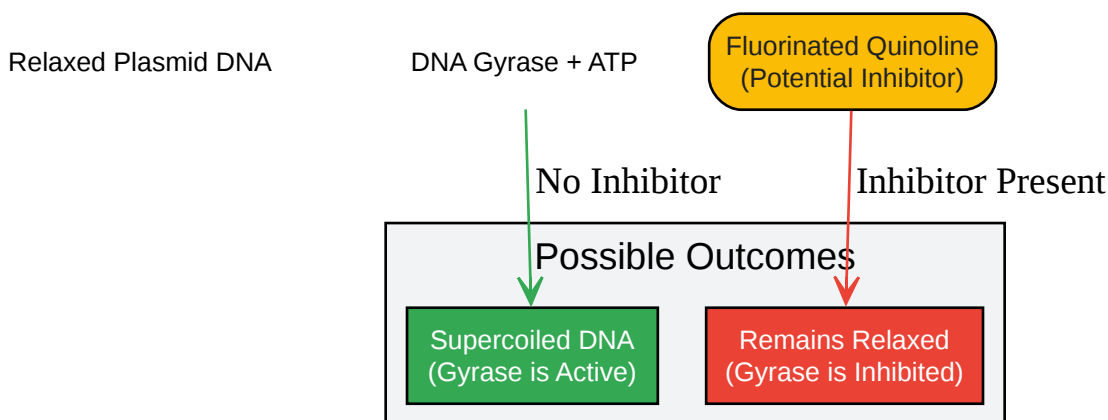 Relaxed Plasmid DNA
DNA Gyrase + ATP
Fluorinated Quinoline
(Potential Inhibitor)
No Inhibitor
Inhibitor Present
Possible Outcomes
Supercoiled DNA
(Gyrase is Active)
Remains Relaxed
(Gyrase is Inhibited)